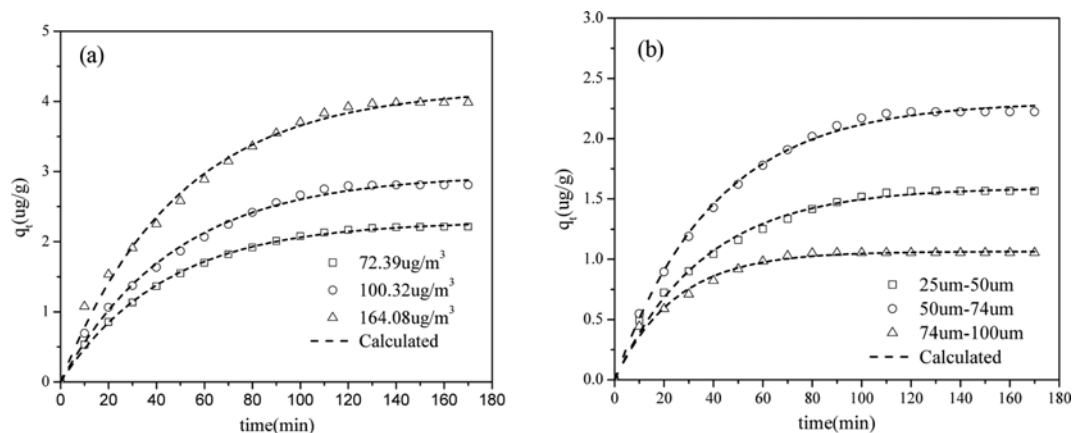 (a)
5
4
3
2
1
0
qt(ug/g)
72.39ug/m³
100.32ug/m³
164.08ug/m³
Calculated
0 20 40 60 80 100 120 140 160 180
time(min)
(b)
3.0
2.5
2.0
1.5
1.0
0.5
0.0
qt(ug/g)
25um-50um
50um-74um
74um-100um
Calculated
0 20 40 60 80 100 120 140 160 180
time(min)